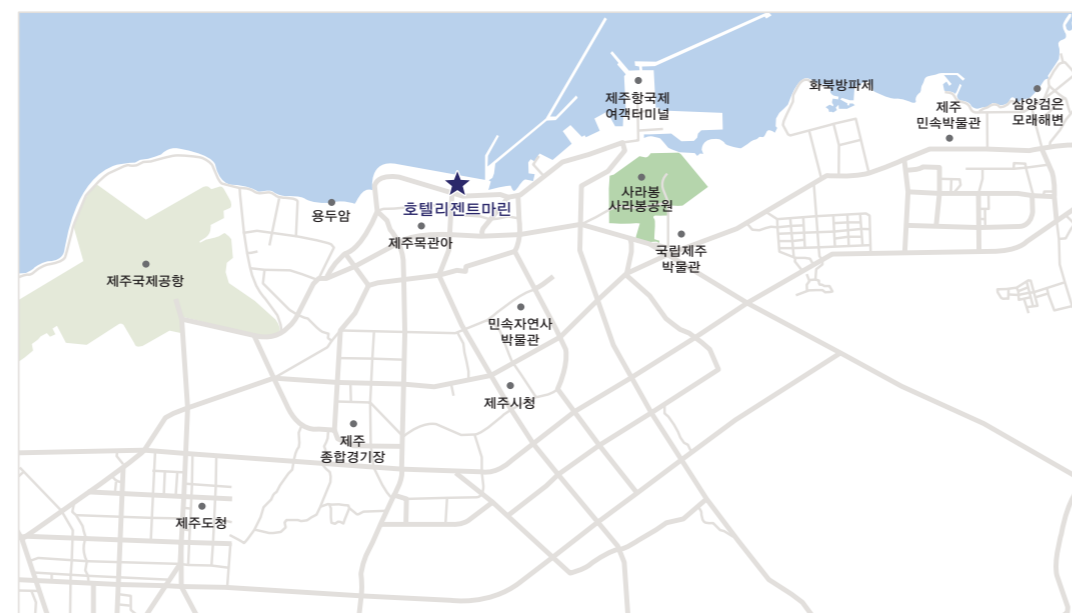 제주항국제
여객터미널
화북방파제
제주
민속박물관
삼양검은
모래해변
용두암
호텔리젠트마린
제주목관아
사라봉
사라봉공원
국립제주
박물관
제주국제공항
민속자연사
박물관
제주시청
제주
종합경기장
제주도청